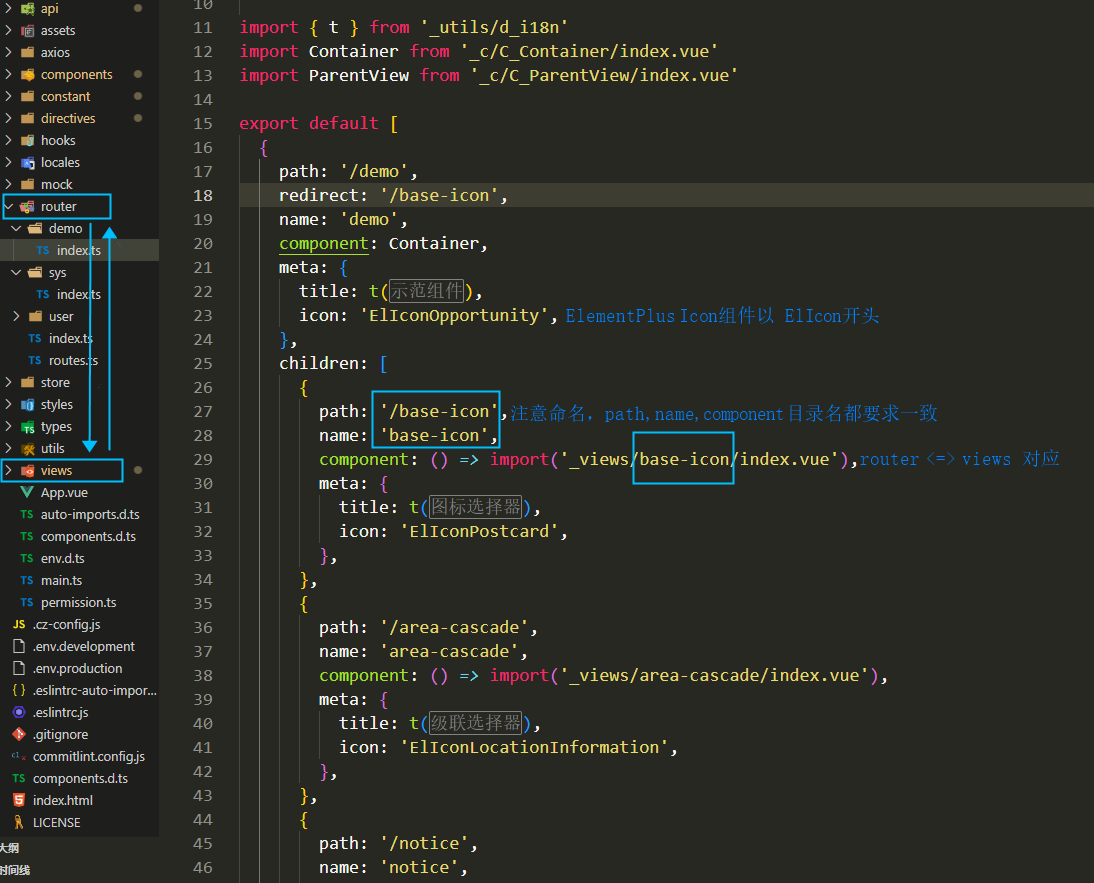 api
assets
axios
components
constant
directives
hooks
locales
mock
router
demo
TS index.ts
sys
TS index.ts
user
TS index.ts
TS routes.ts
store
styles
types
utils
views
App.vue
TS auto-imports.d.ts
TS components.d.ts
TS env.d.ts
TS main.ts
TS permission.ts
JS .cz-config.js
.env.development
.env.production
{ } .eslintrc-auto-impor...
.eslintrc.js
.gitignore
commitlint.config.js
TS components.d.ts
index.html
LICENSE
大纲
时间线
10
11 import { t } from '_utils/d_i18n'
12 import Container from '_c/C_Container/index.vue'
13 import ParentView from '_c/C_ParentView/index.vue'
14
15 export default [
16 {
17 path: '/demo',
18 redirect: '/base-icon',
19 name: 'demo',
20 component: Container,
21 meta: {
22 title: t(示范组件),
23 icon: 'ElIconOpportunity', ElementPlus Icon组件以 ElIcon开头
24 },
25 children: [
26 {
27 path: '/base-icon',注意命名，path,name,component目录名都要求一致
28 name: 'base-icon',
29 component: () => import('_views/base-icon/index.vue'),router <=> views 对应
30 meta: {
31 title: t(图标选择器),
32 icon: 'ElIconPostcard',
33 },
34 },
35 {
36 path: '/area-cascade',
37 name: 'area-cascade',
38 component: () => import('_views/area-cascade/index.vue'),
39 meta: {
40 title: t(级联选择器),
41 icon: 'ElIconLocationInformation',
42 },
43 },
44 {
45 path: '/notice',
46 name: 'notice',